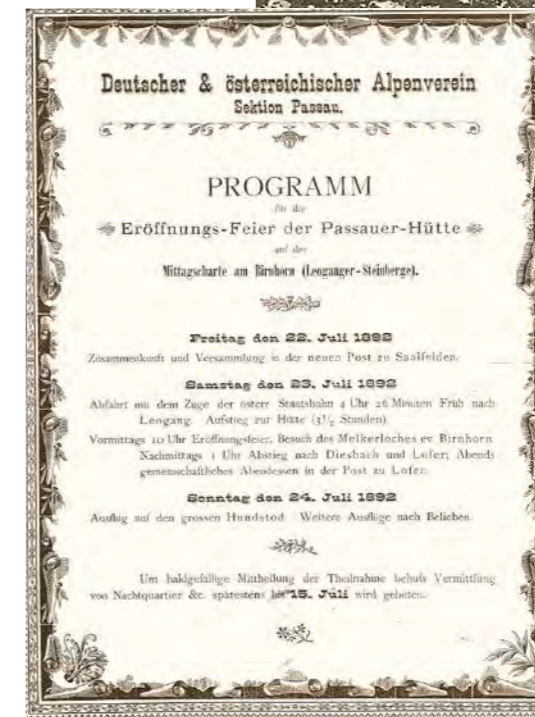 Deutscher & österreichischer Alpenverein
Sektion Passau.
PROGRAMM
für die
Eröffnungs-Feier der Passauer-Hütte
auf der
Mittagscharte am Birnhorn (Leoganger-Steinberge).
Freitag den 22. Juli 1892
Zusammenkunft und Versammlung in der neuen Post zu Saalfelden.
Samstag den 23. Juli 1892
Abfahrt mit dem Zuge der österr Staatsbahn 4 Uhr 26 Minuten Früh nach
Leogang. Aufstieg zur Hütte (3½ Stunden)
Vormittags 10 Uhr Eröffnungsfeier, Besuch des Melkerloches ev Birnhorn
Nachmittags 1 Uhr Abstieg nach Diesbach und Lofer; Abends
gemeinschaftliches Abendessen in der Post zu Lofer.
Sonntag den 24. Juli 1892
Ausflug auf den grossen Hundstod Weitere Ausflüge nach Belieben.
Um baldgefällige Mittheilung der Theilnahme behufs Vermittlung
von Nachtquartier &c. spätestens bis 15. Juli wird gebeten.